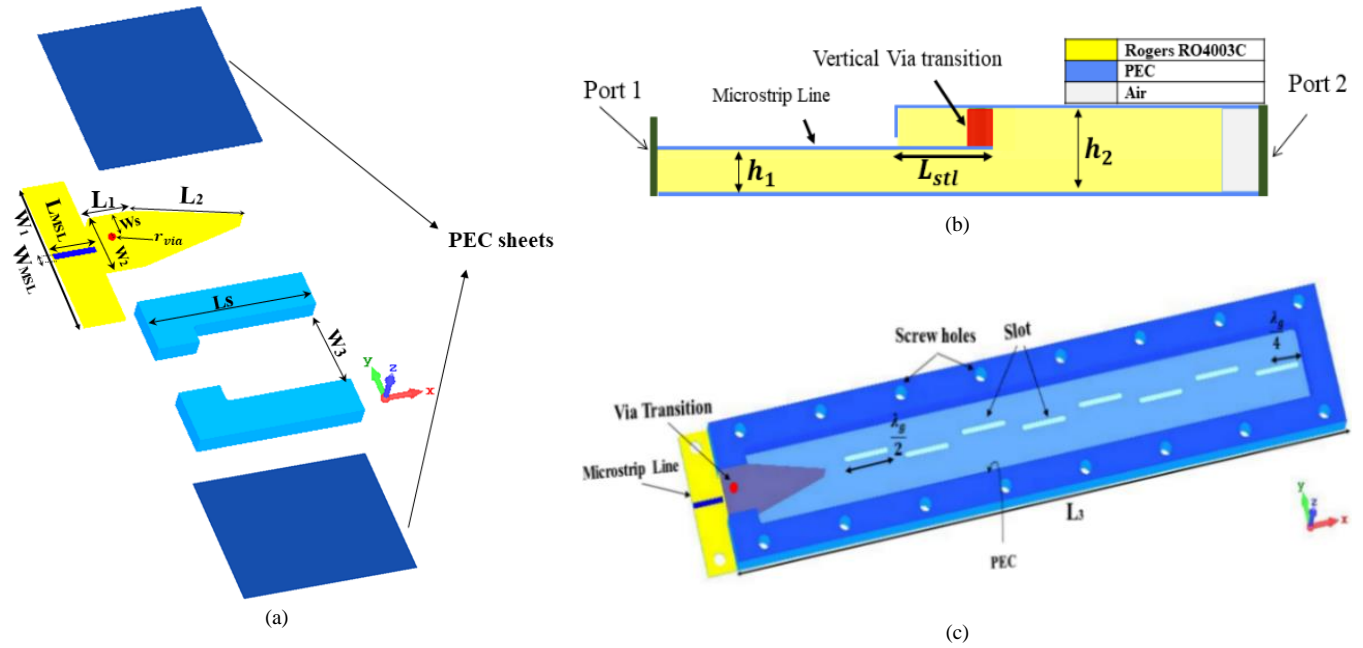 L1
L2
LMSL
Ws
W1
rvia
W2
WMSL
PEC sheets
Ls
W3
y
z
x
(a)
Rogers RO4003C
PEC
Air
Vertical Via transition
Port 1
Port 2
Microstrip Line
h1
Lstl
h2
(b)
Screw holes
Slot
λg/4
Via Transition
λg/2
Microstrip Line
L3
PEC
y
z
x
(c)